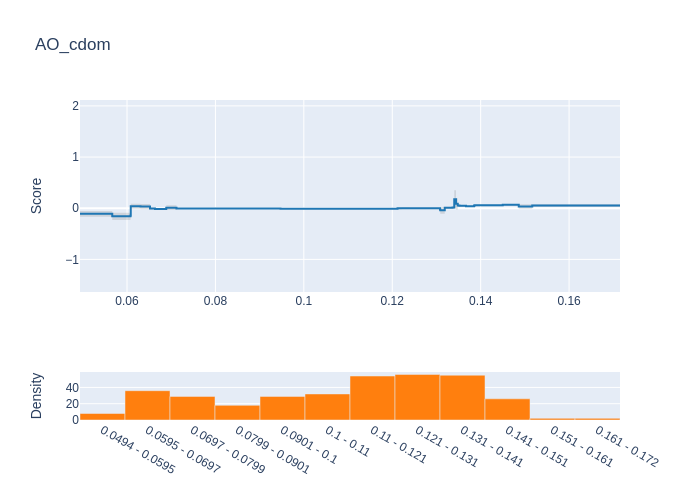 AO_cdom
2
1
0
−1
Score
0.06
0.08
0.1
0.12
0.14
0.16
40
20
0
Density
0.0494 - 0.0595
0.0595 - 0.0697
0.0697 - 0.0799
0.0799 - 0.0901
0.0901 - 0.1
0.1 - 0.11
0.11 - 0.121
0.121 - 0.131
0.131 - 0.141
0.141 - 0.151
0.151 - 0.161
0.161 - 0.172